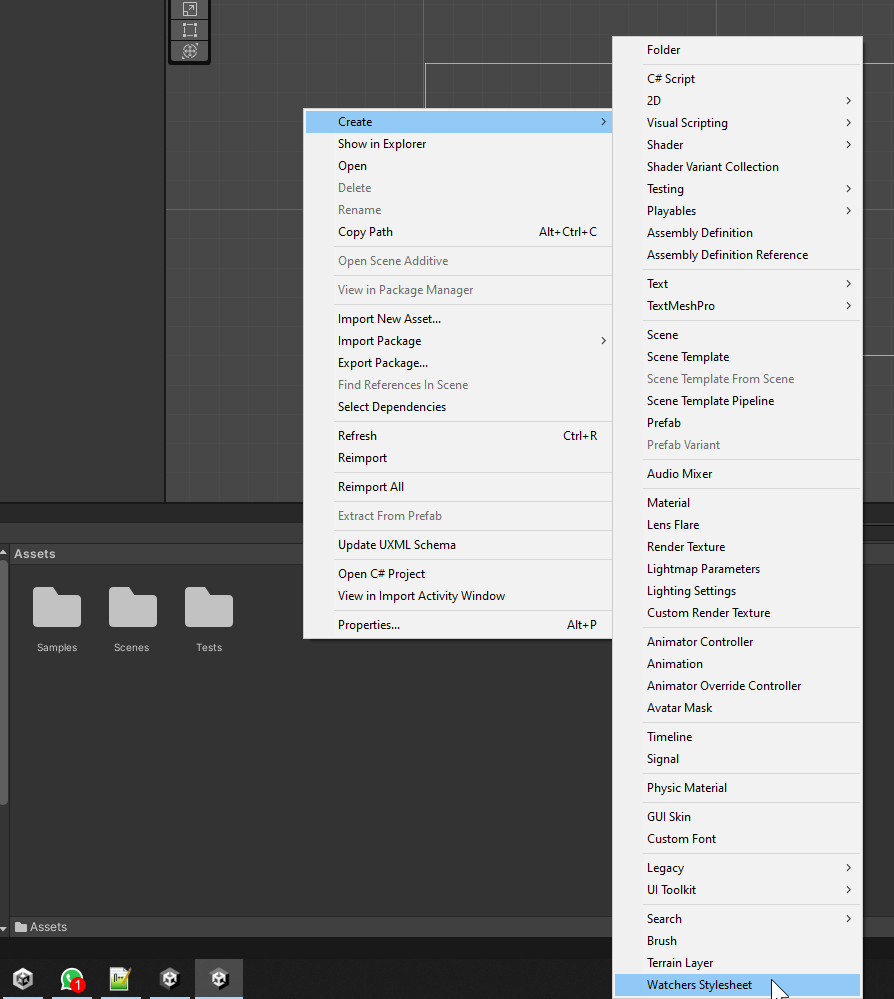 Create
Show in Explorer
Open
Delete
Rename
Copy Path Alt+Ctrl+C
Open Scene Additive
View in Package Manager
Import New Asset...
Import Package
Export Package...
Find References In Scene
Select Dependencies
Refresh Ctrl+R
Reimport
Reimport All
Extract From Prefab
Update UXML Schema
Open C# Project
View in Import Activity Window
Properties... Alt+P
Folder
C# Script
2D
Visual Scripting
Shader
Shader Variant Collection
Testing
Playables
Assembly Definition
Assembly Definition Reference
Text
TextMeshPro
Scene
Scene Template
Scene Template From Scene
Scene Template Pipeline
Prefab
Prefab Variant
Audio Mixer
Material
Lens Flare
Render Texture
Lightmap Parameters
Lighting Settings
Custom Render Texture
Animator Controller
Animation
Animator Override Controller
Avatar Mask
Timeline
Signal
Physic Material
GUI Skin
Custom Font
Legacy
UI Toolkit
Search
Brush
Terrain Layer
Watchers Stylesheet
Assets
Samples
Scenes
Tests
Assets
1